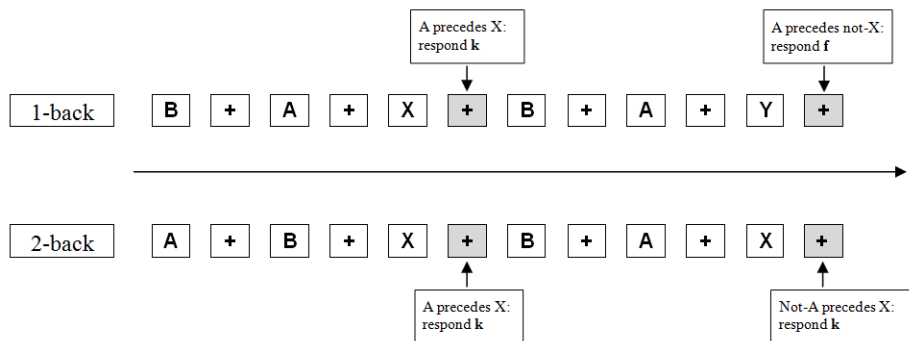 A precedes X:
respond k
A precedes not-X:
respond f
1-back B + A + X + B + A + Y +
2-back A + B + X + B + A + X +
A precedes X:
respond k
Not-A precedes X:
respond k